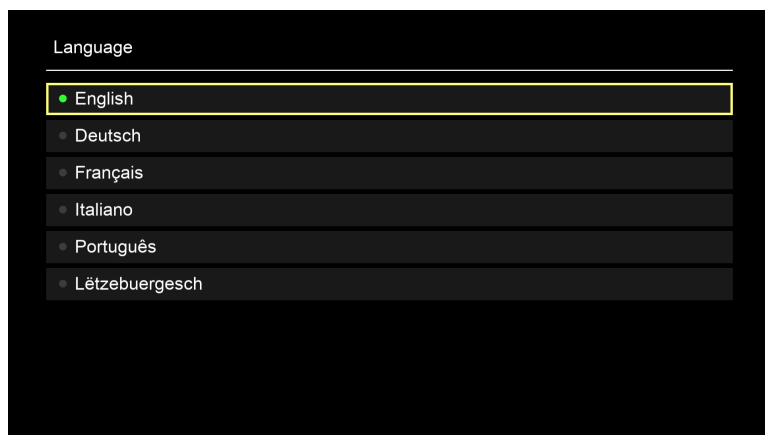 Language
English
Deutsch
Français
Italiano
Português
Lëtzebuergesch